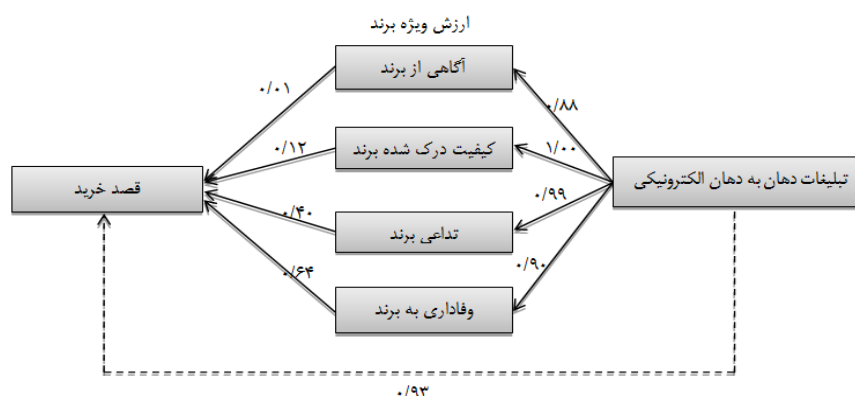 ارزش ویژه برند
آگاهی از برند
۰/۰۱
۰/۸۸
کیفیت درک شده برند
۰/۱۲
۱/۰۰
تبلیغات دهان به دهان الکترونیکی
قصد خرید
۰/۹۹
۰/۴۰
تداعی برند
۰/۹۰
۰/۶۴
وفاداری به برند
۰/۹۳